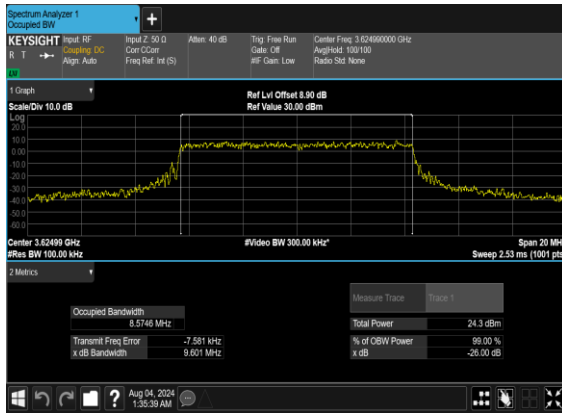 Spectrum Analyzer 1
Occupied BW
+
KEYSIGHT Input: RF Input Z: 50 Ω Atten: 40 dB Trig: Free Run Center Freq: 3.624990000 GHz
R T Coupling: DC Corr CCorr Gate: Off Avg|Hold: 100/100
Align: Auto Freq Ref: Int (S) #IF Gain: Low Radio Std: None
1 Graph
Ref Lvl Offset 8.90 dB
Scale/Div 10.0 dB Ref Value 30.00 dBm
Log
20.0
10.0
0.00
-10.0
-20.0
-30.0
-40.0
-50.0
-60.0
Center 3.62499 GHz #Video BW 300.00 kHz* Span 20 MH
#Res BW 100.00 kHz Sweep 2.53 ms (1001 pts
2 Metrics
Measure Trace Trace 1
Occupied Bandwidth
8.5746 MHz Total Power 24.3 dBm
Transmit Freq Error -7.581 kHz % of OBW Power 99.00 %
x dB Bandwidth 9.601 MHz x dB -26.00 dB
? Aug 04, 2024
1:35:39 AM